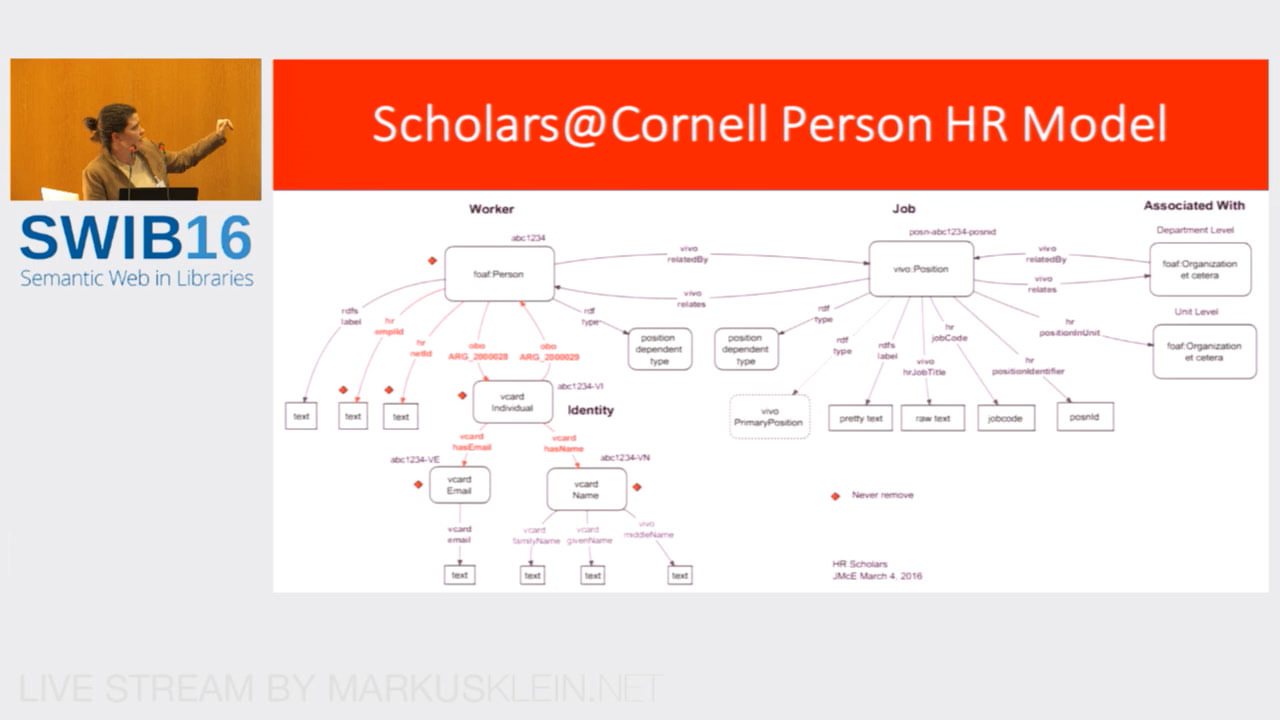 Scholars@Cornell Person HR Model
SWIB16
Semantic Web in Libraries
Worker
Job
Associated With
Department Level
abc1234
posn-abc1234-posnid
foaf:Person
vivo
relatedBy
vivo
relates
vivo:Position
vivo
relatedBy
vivo
relates
foaf:Organization
et cetera
Unit Level
hr
positionInUnit
foaf:Organization
et cetera
rdfs
label
hr
emplid
hr
netId
obo
ARG_2000028
obo
ARG_2000029
rdf
type
position
dependent
type
position
dependent
type
rdf
type
rdf
type
rdfs
label
vivo
hrJobTitle
hr
jobCode
hr
positionIdentifier
text
text
text
vcard
Individual
abc1234-VI
Identity
vivo
PrimaryPosition
pretty text
raw text
jobcode
posnId
vcard
hasEmail
vcard
hasName
abc1234-VE
abc1234-VN
vcard
Email
vcard
Name
Never remove
vcard
email
vcard
familyName
vcard
givenName
vivo
middleName
text
text
text
text
HR Scholars
JMcE March 4, 2016
LIVE STREAM BY MARKUSKLEIN.NET